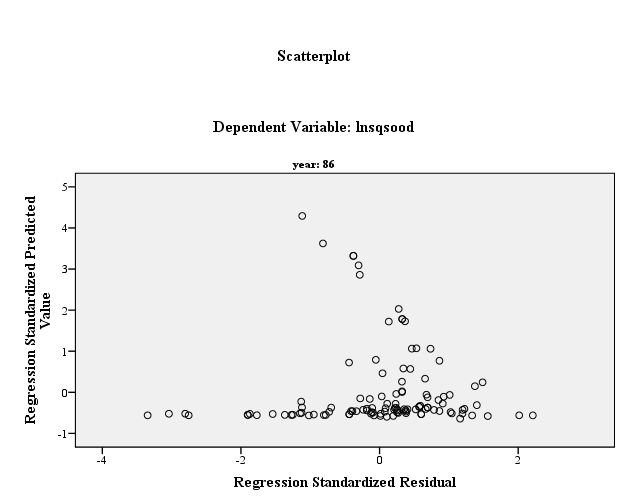 Scatterplot
Dependent Variable: lnsqsood
year: 86
Regression Standardized Predicted
Value
5
4
3
2
1
0
-1
-4
-2
0
2
Regression Standardized Residual